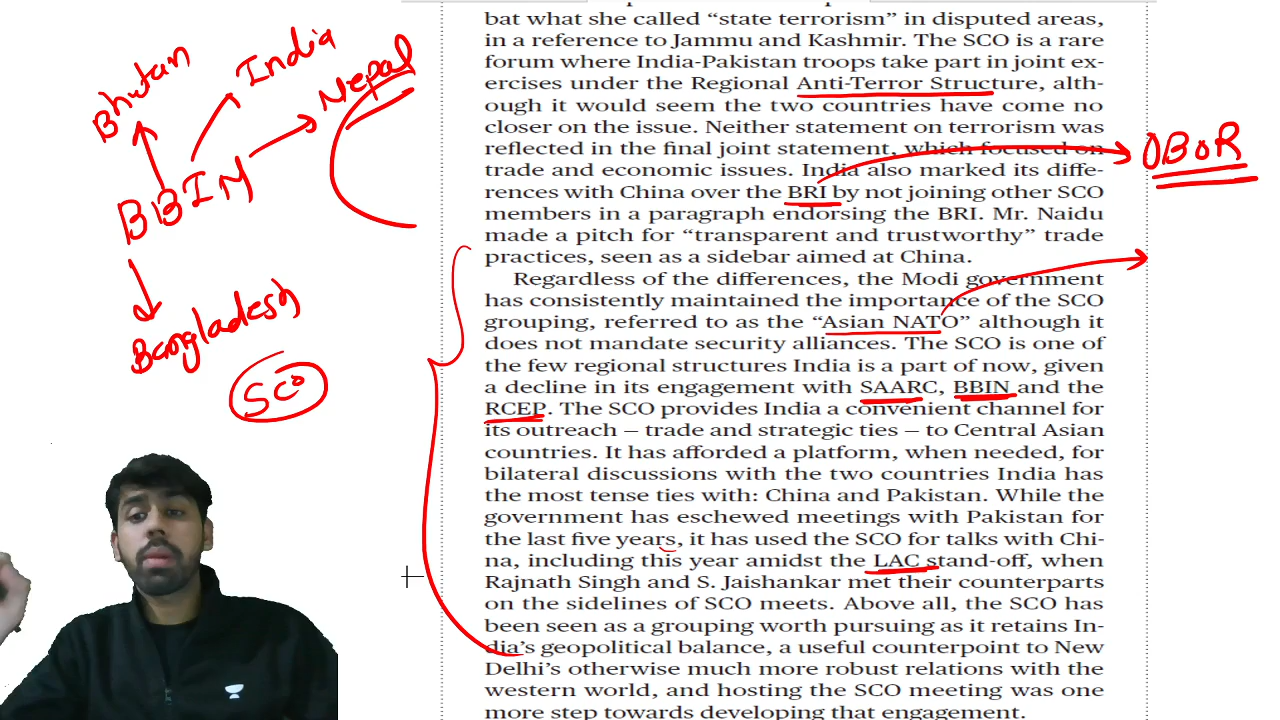 Bhutan
India
Nepal
BBIN
Bangladesh
SCO
OBOR
bat what she called “state terrorism” in disputed areas,
in a reference to Jammu and Kashmir. The SCO is a rare
forum where India-Pakistan troops take part in joint ex-
ercises under the Regional Anti-Terror Structure, alth-
ough it would seem the two countries have come no
closer on the issue. Neither statement on terrorism was
reflected in the final joint statement, which focused on
trade and economic issues. India also marked its diffe-
rences with China over the BRI by not joining other SCO
members in a paragraph endorsing the BRI. Mr. Naidu
made a pitch for “transparent and trustworthy” trade
practices, seen as a sidebar aimed at China.
Regardless of the differences, the Modi government
has consistently maintained the importance of the SCO
grouping, referred to as the “Asian NATO” although it
does not mandate security alliances. The SCO is one of
the few regional structures India is a part of now, given
a decline in its engagement with SAARC, BBIN and the
RCEP. The SCO provides India a convenient channel for
its outreach – trade and strategic ties – to Central Asian
countries. It has afforded a platform, when needed, for
bilateral discussions with the two countries India has
the most tense ties with: China and Pakistan. While the
government has eschewed meetings with Pakistan for
the last five years, it has used the SCO for talks with Chi-
na, including this year amidst the LAC stand-off, when
Rajnath Singh and S. Jaishankar met their counterparts
on the sidelines of SCO meets. Above all, the SCO has
been seen as a grouping worth pursuing as it retains In-
dia’s geopolitical balance, a useful counterpoint to New
Delhi’s otherwise much more robust relations with the
western world, and hosting the SCO meeting was one
more step towards developing that engagement.